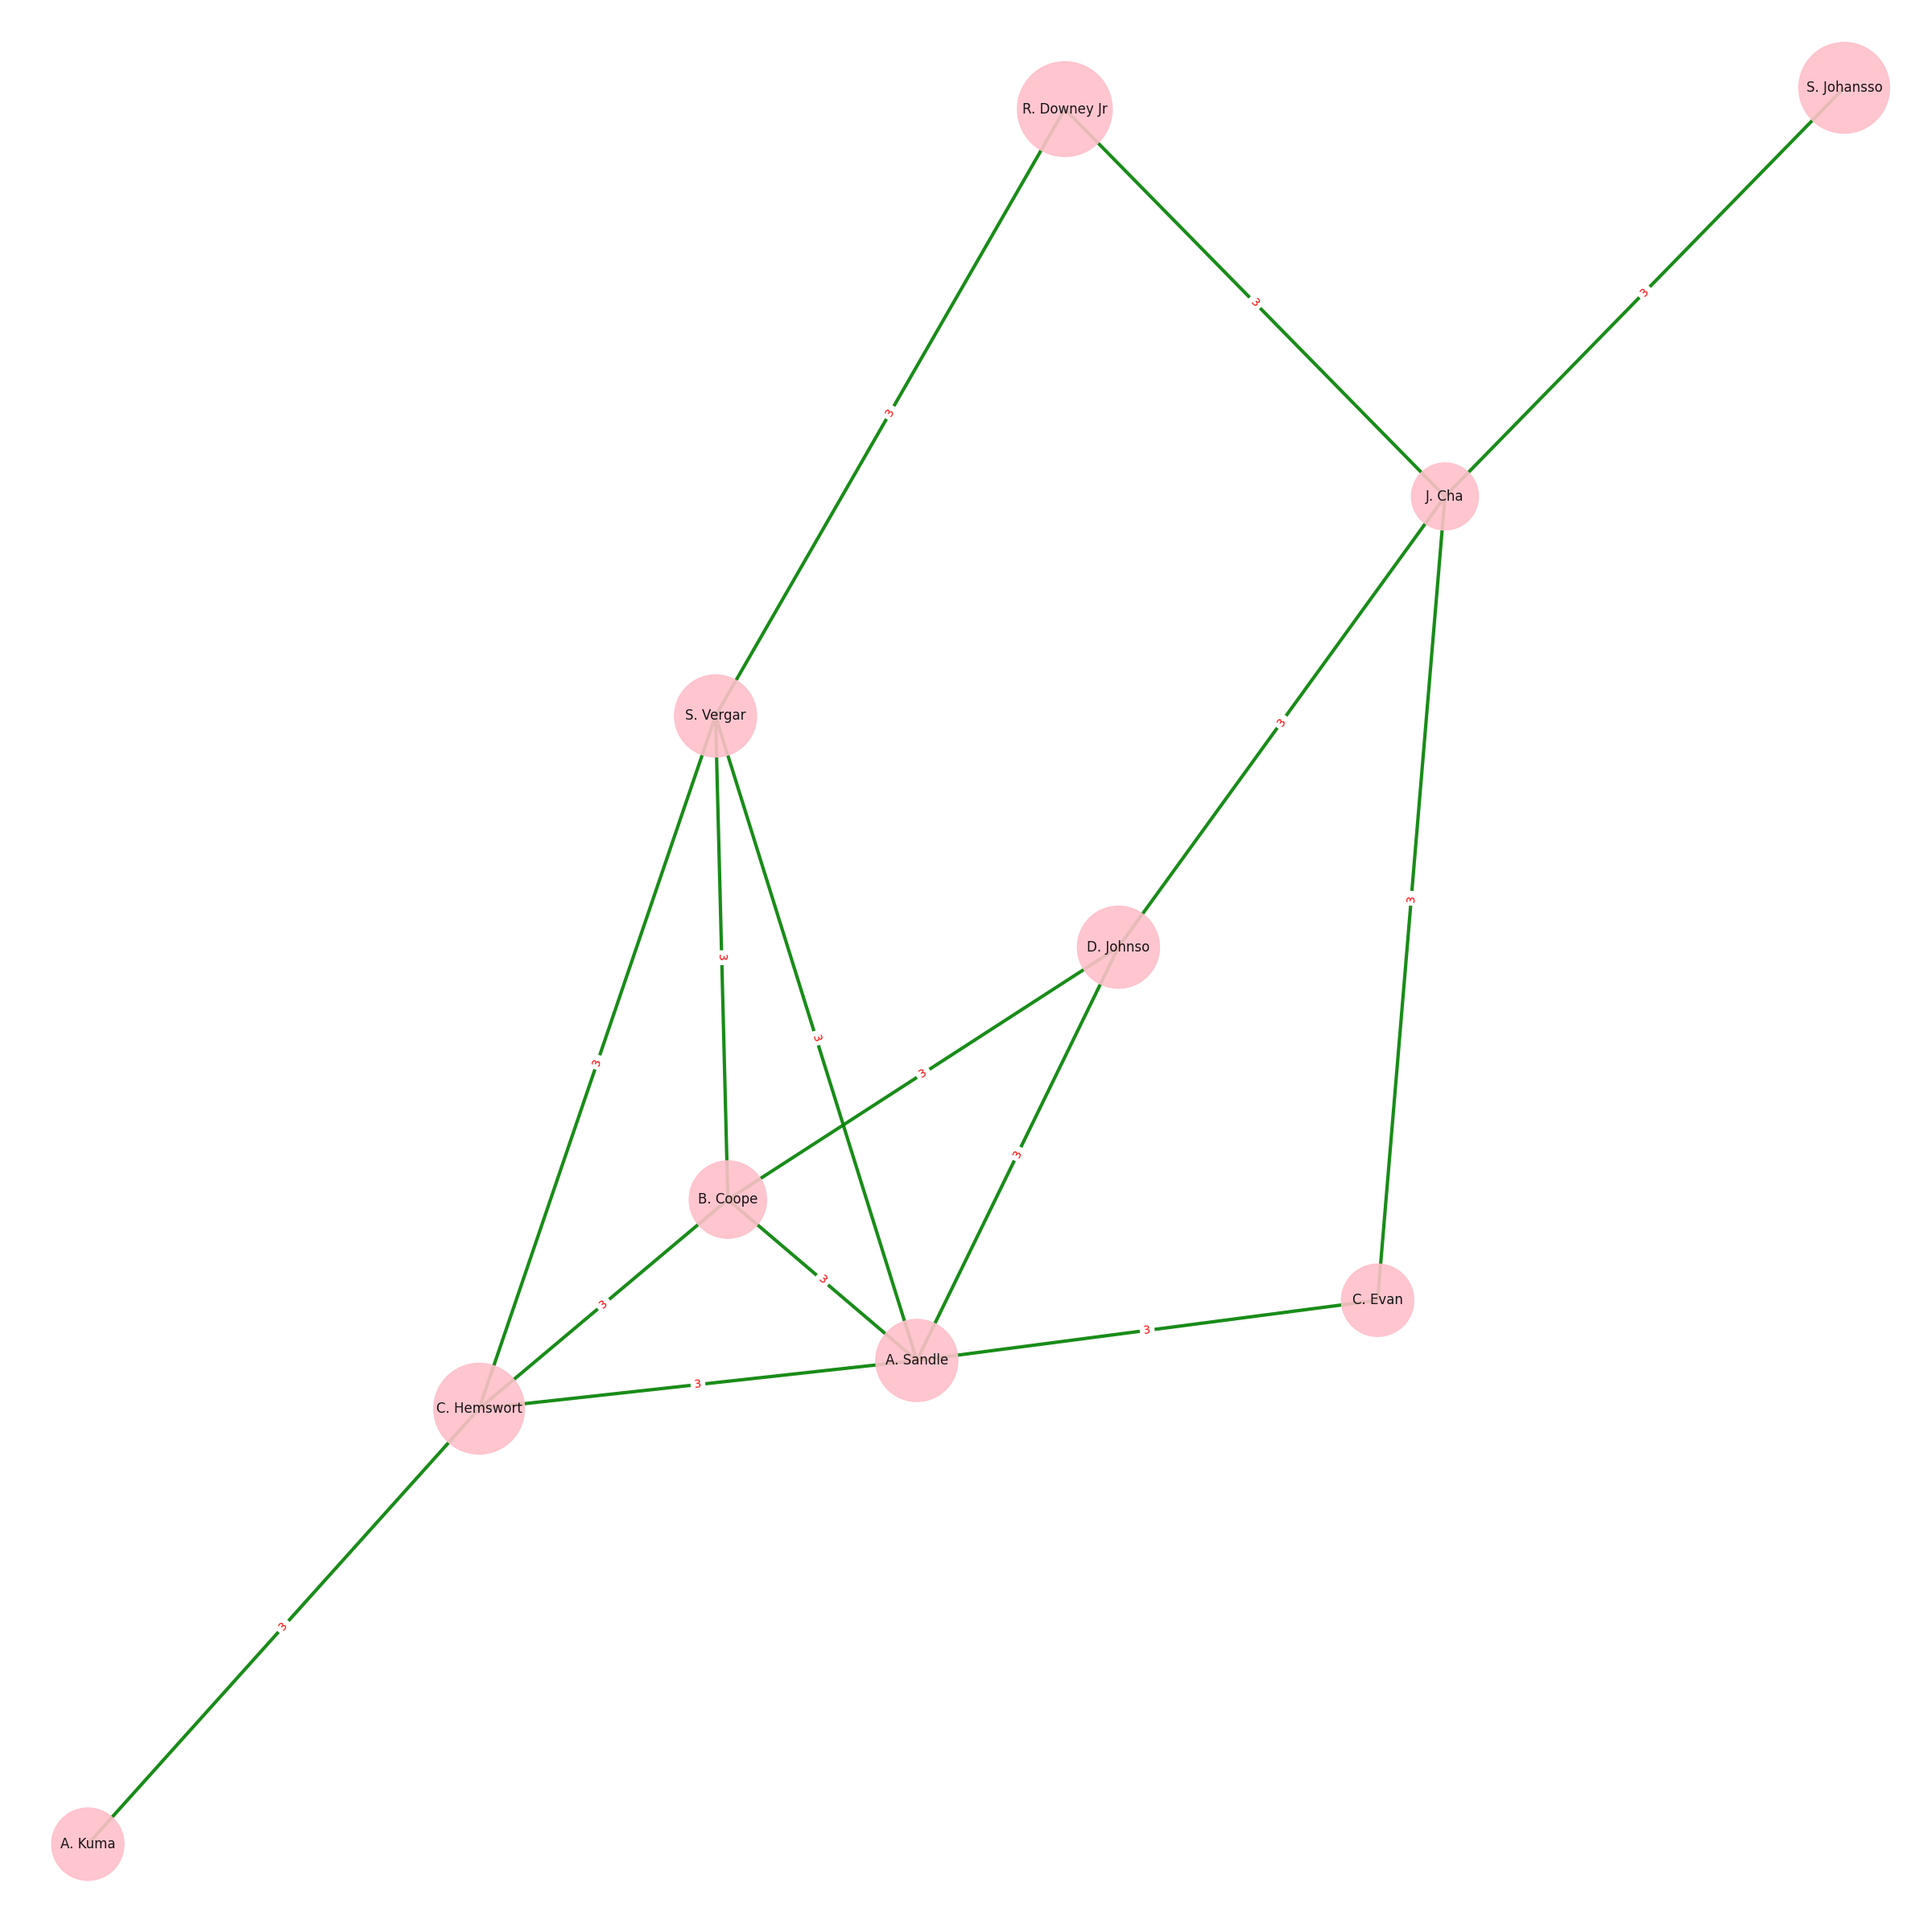 S. Johansso
R. Downey Jr
3
3
3
J. Cha
S. Vergar
3
3
D. Johnso
3
3
3
3
3
B. Coope
3
3
C. Evan
3
A. Sandle
3
C. Hemswort
3
A. Kuma